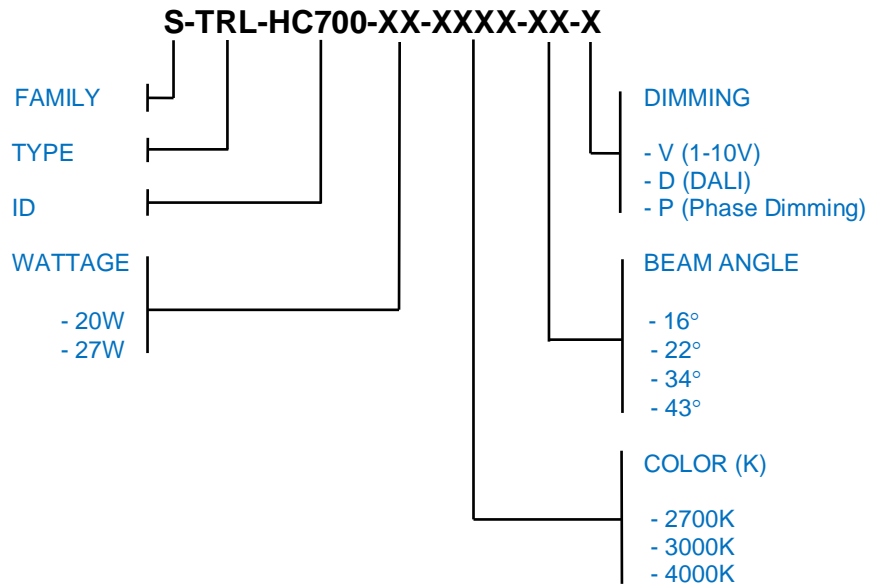 S-TRL-HC700-XX-XXXX-XX-X
FAMILY
TYPE
ID
WATTAGE
- 20W
- 27W
DIMMING
- V (1-10V)
- D (DALI)
- P (Phase Dimming)
BEAM ANGLE
- 16°
- 22°
- 34°
- 43°
COLOR (K)
- 2700K
- 3000K
- 4000K